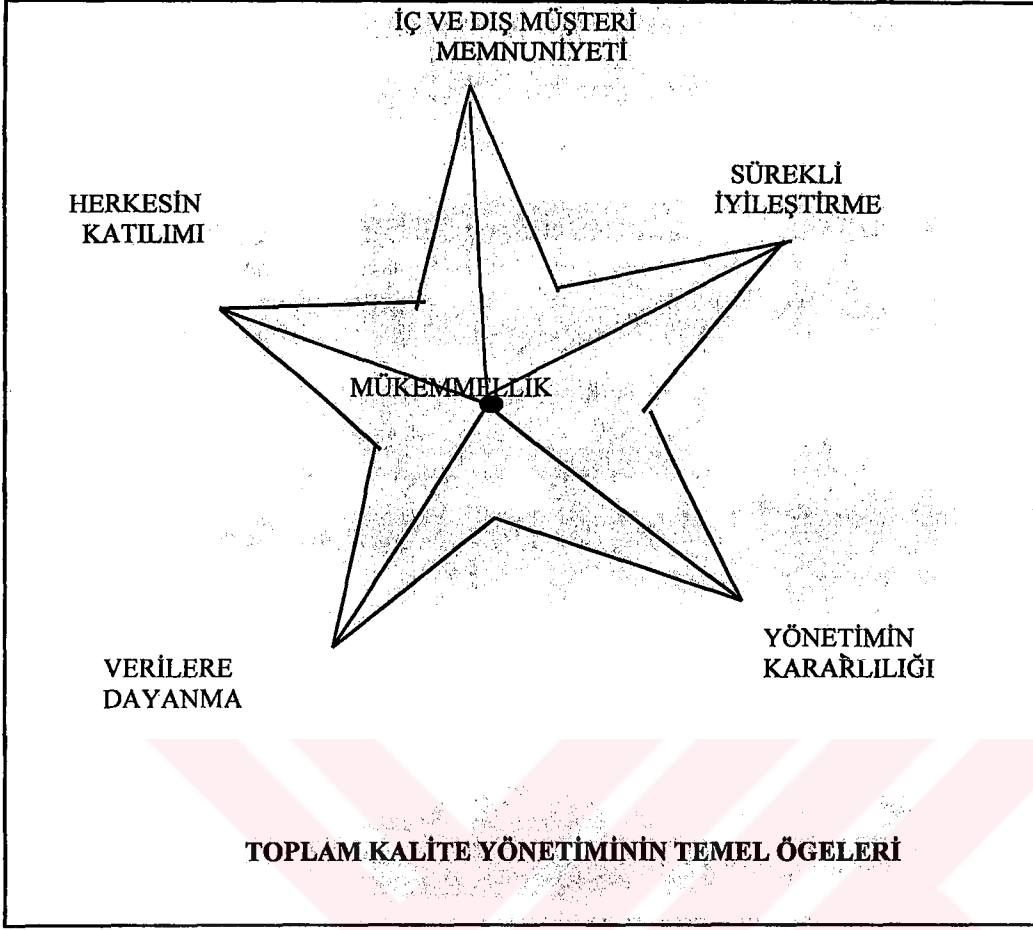 İÇ VE DIŞ MÜŞTERİ
MEMNUNİYETİ
SÜREKLİ
İYİLEŞTİRME
HERKESİN
KATILIMI
MÜKEMMELLİK
YÖNETİMİN
KARARLILIĞI
VERİLERE
DAYANMA
TOPLAM KALİTE YÖNETİMİNİN TEMEL ÖGELERİ